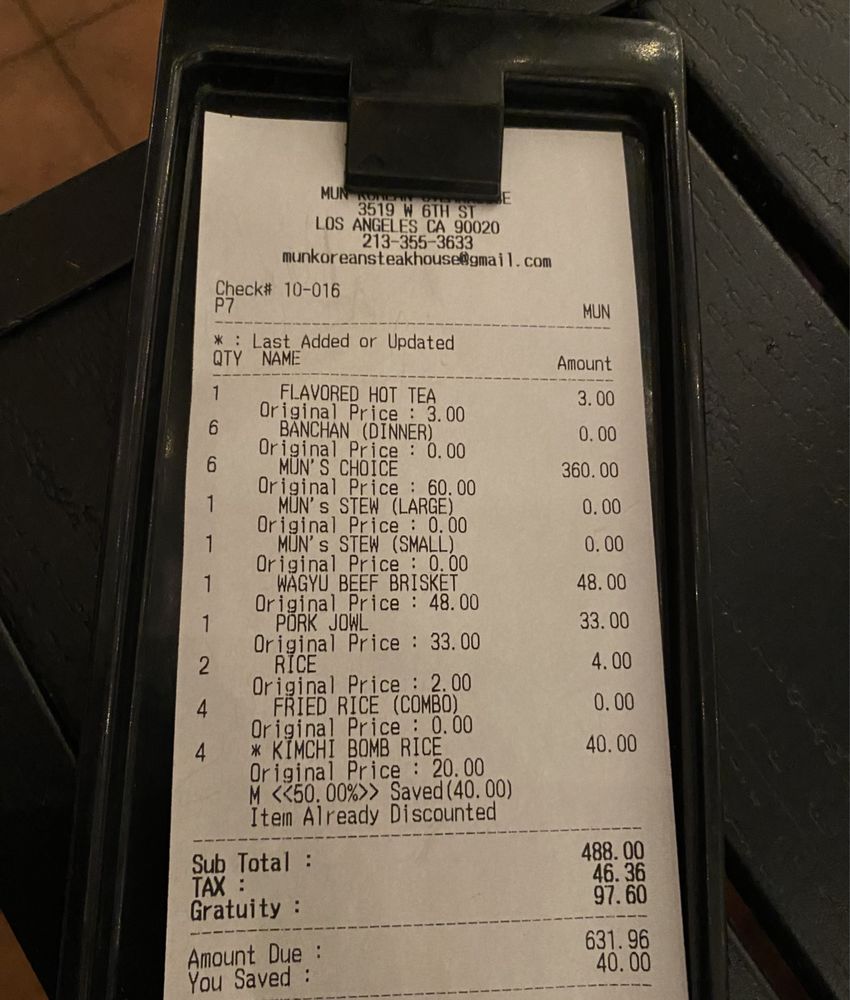 MUN
3519 W 6TH ST
LOS ANGELES CA 90020
213-355-3633
munkoreansteakhouse@gmail.com
Check# 10-016
P7 MUN
* : Last Added or Updated
QTY NAME Amount
1 FLAVORED HOT TEA 3.00
Original Price : 3.00
6 BANCHAN (DINNER) 0.00
Original Price : 0.00
6 MUN'S CHOICE 360.00
Original Price : 60.00
1 MUN's STEW (LARGE) 0.00
Original Price : 0.00
1 MUN's STEW (SMALL) 0.00
Original Price : 0.00
1 WAGYU BEEF BRISKET 48.00
Original Price : 48.00
1 PORK JOWL 33.00
Original Price : 33.00
2 RICE 4.00
Original Price : 2.00
4 FRIED RICE (COMBO) 0.00
Original Price : 0.00
4 * KIMCHI BOMB RICE 40.00
Original Price : 20.00
M <<50.00%>> Saved(40.00)
Item Already Discounted
Sub Total : 488.00
TAX : 46.36
Gratuity : 97.60
Amount Due : 631.96
You Saved : 40.00